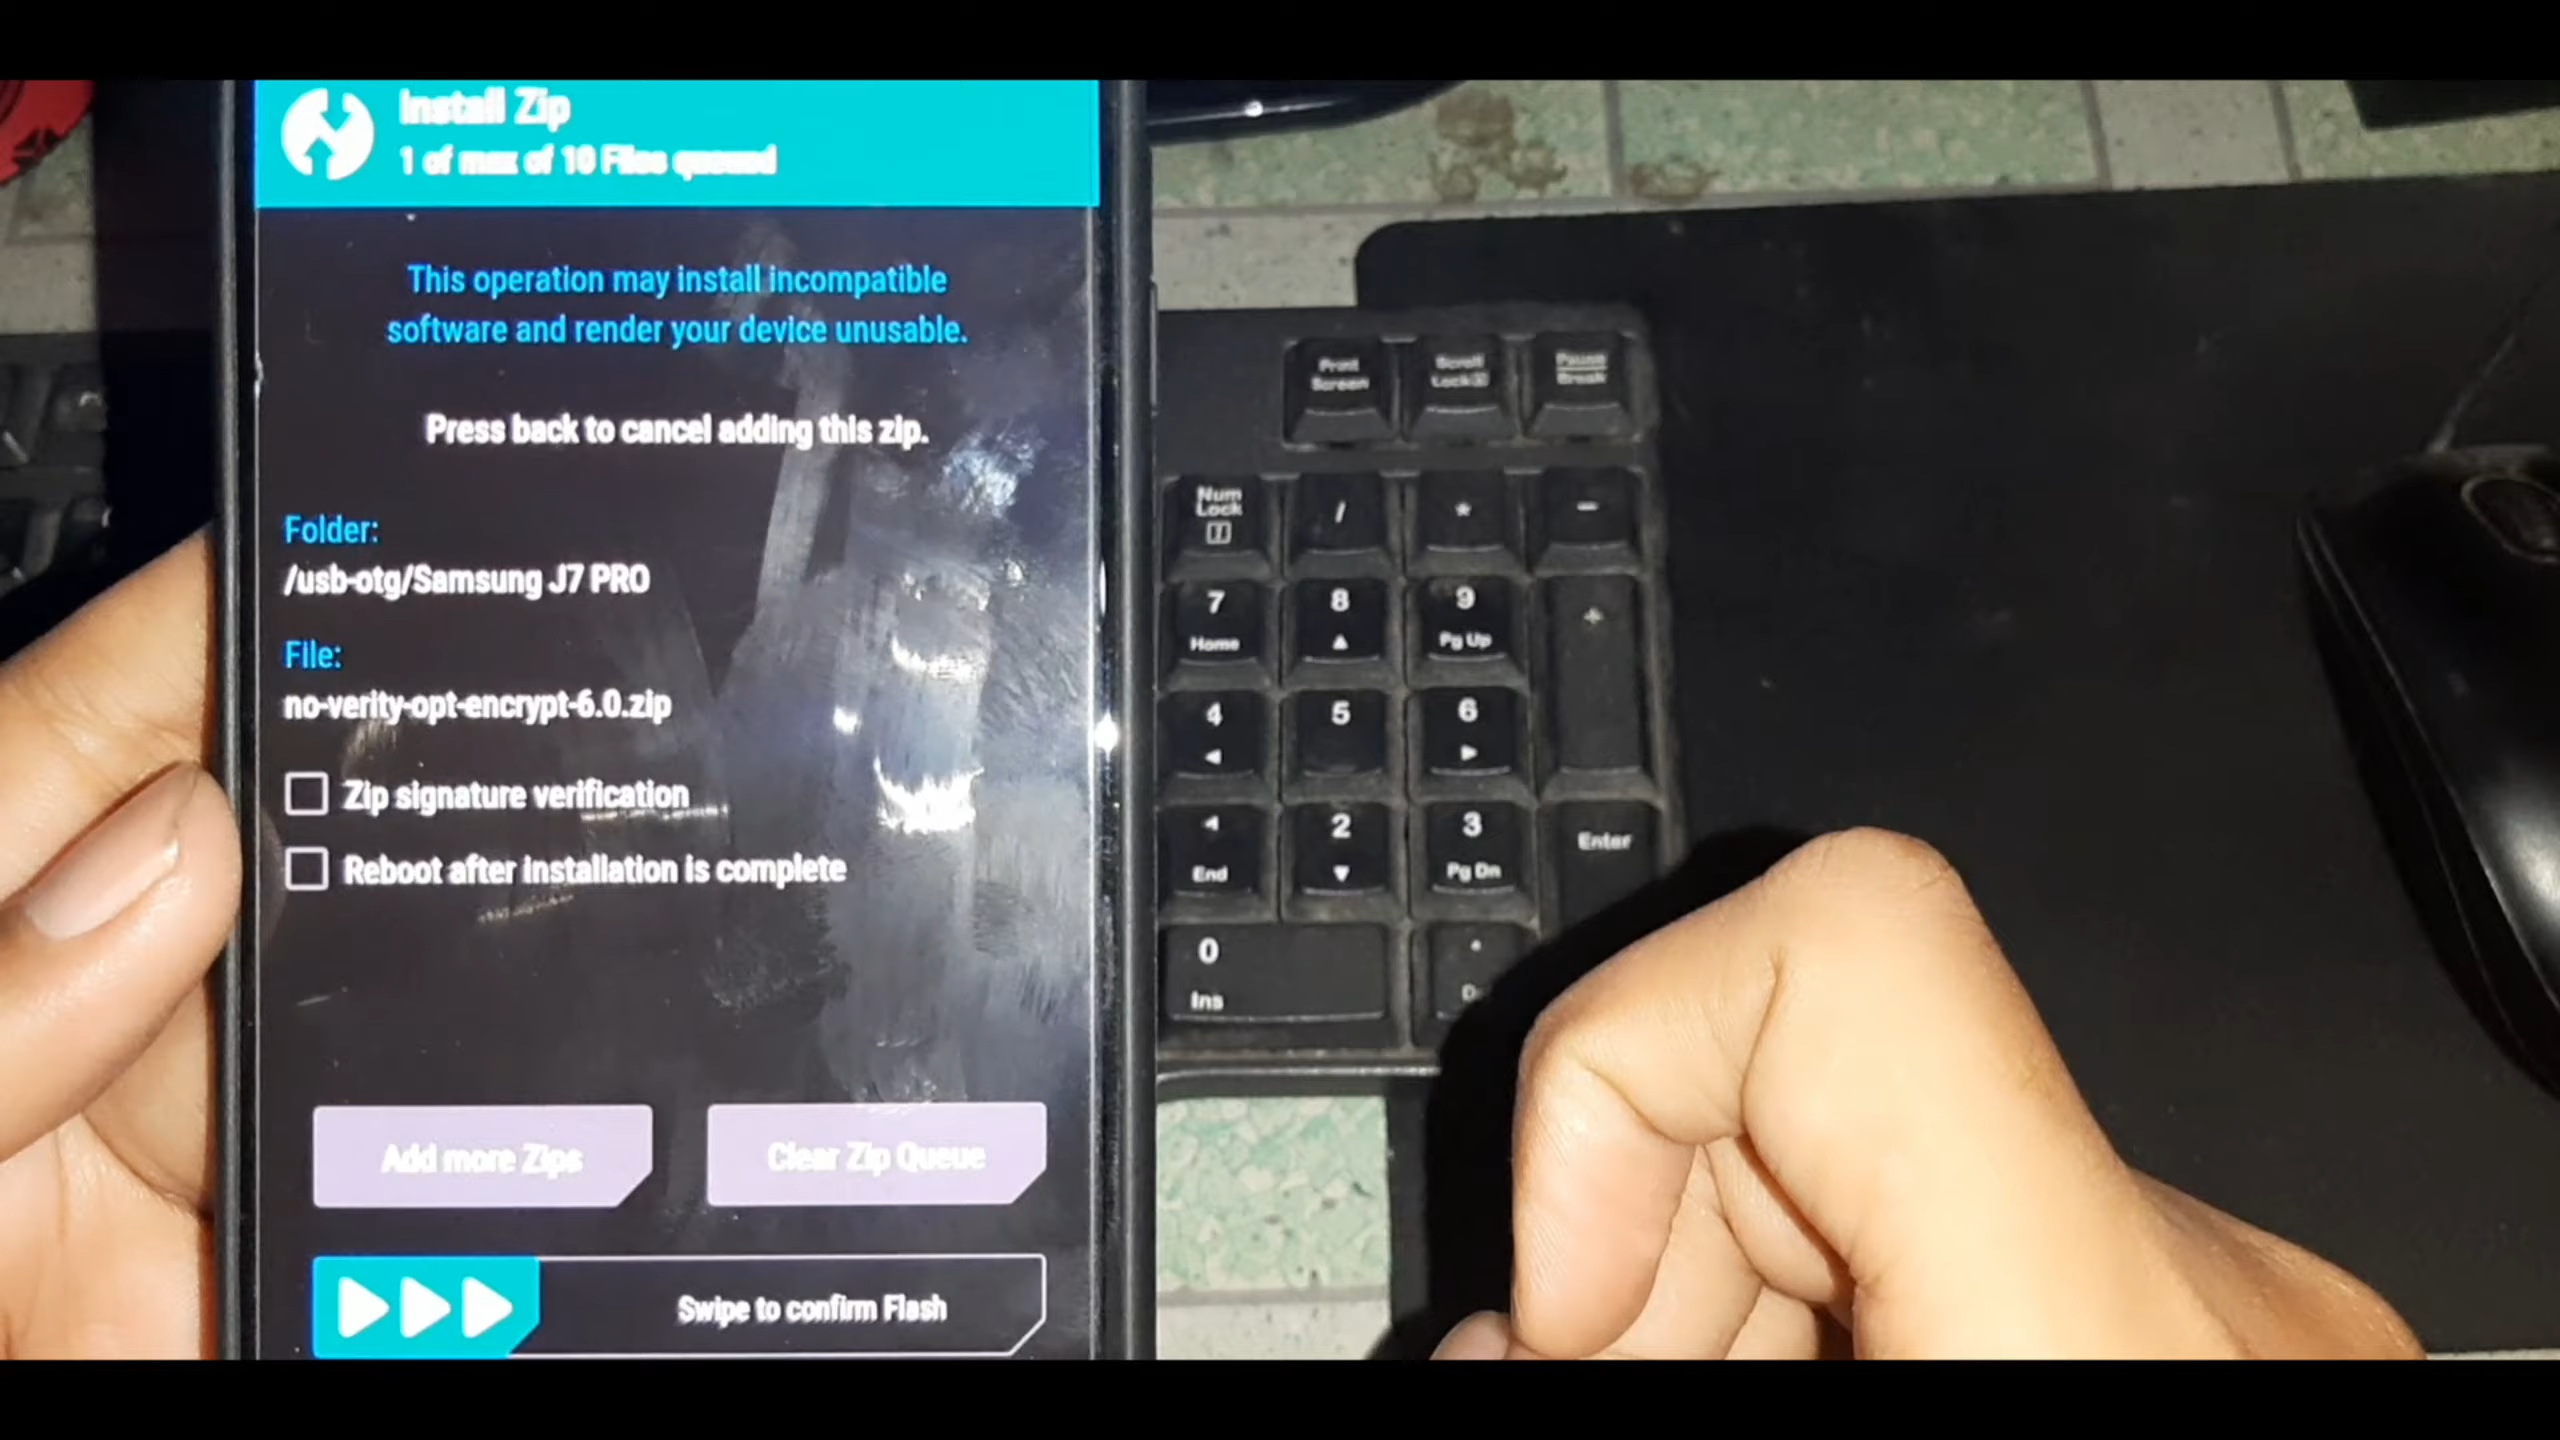 Install Zip
1 of max of 10 Files queued
This operation may install incompatible
software and render your device unusable.
Press back to cancel adding this zip.
Folder:
/usb-otg/Samsung J7 PRO
File:
no-verity-opt-encrypt-6.0.zip
Zip signature verification
Reboot after installation is complete
Add more Zips
Clear Zip Queue
Swipe to confirm Flash
Print
Screen
Scroll
Lock
Pause
Break
Num
Lock
/
*
-
7
Home
8
9
Pg Up
+
4
5
6
End
2
3
Pg Dn
Enter
0
Ins
.